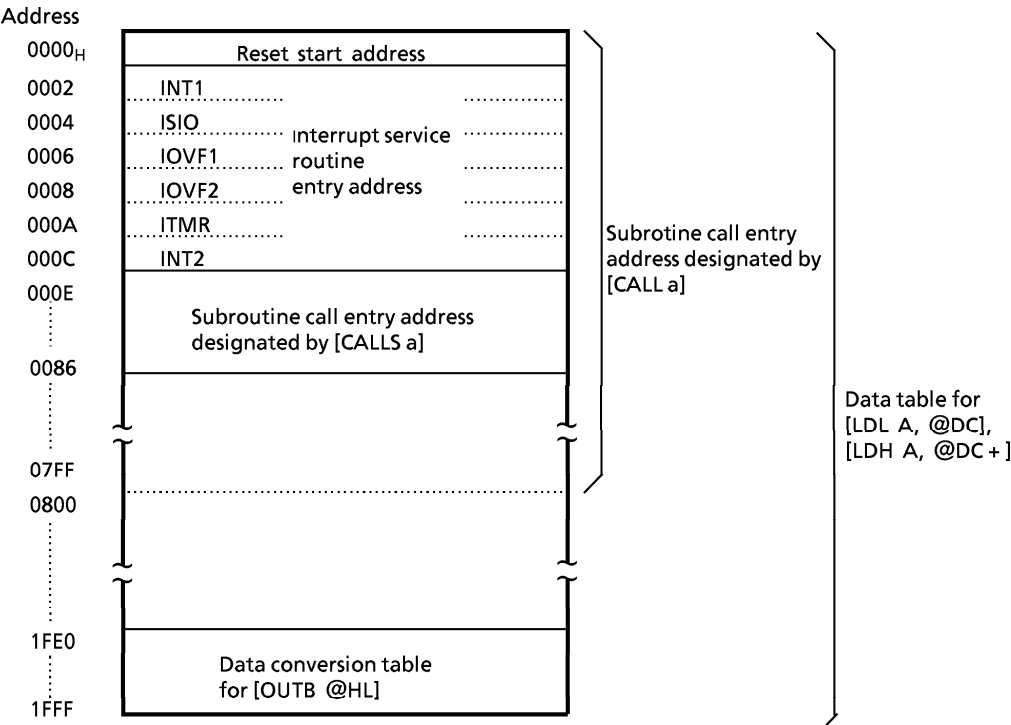 Address
0000H Reset start address
0002 INT1
0004 ISIO
Interrupt service
0006 IOVF1
routine
0008 IOVF2
entry address
000A ITMR
000C INT2
000E
Subroutine call entry address
designated by [CALLS a]
0086
07FF
0800
1FE0
Data conversion table
for [OUTB @HL]
1FFF
Subrotine call entry
address designated by
[CALL a]
Data table for
[LDL A, @DC],
[LDH A, @DC+]